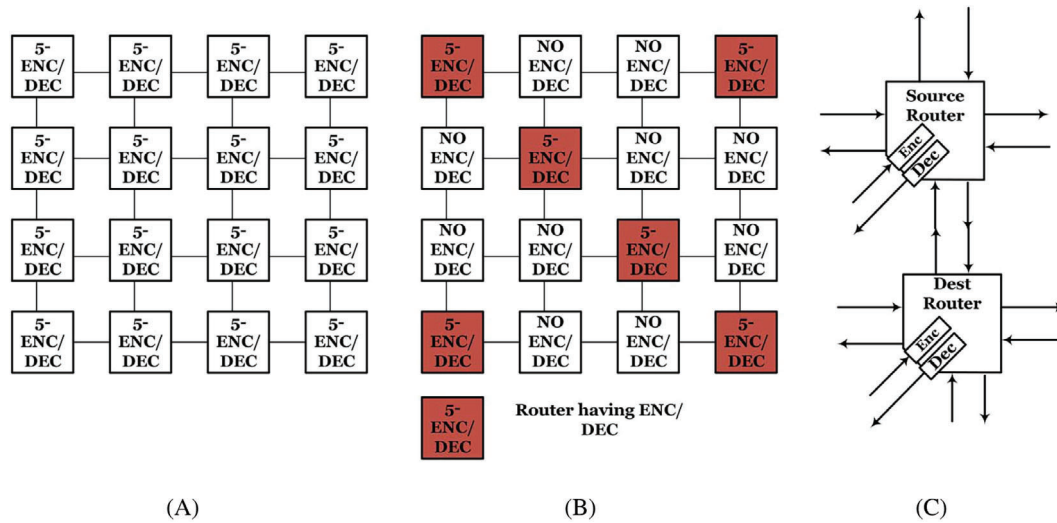 5- ENC/ DEC 5- ENC/ DEC 5- ENC/ DEC 5- ENC/ DEC
5- ENC/ DEC 5- ENC/ DEC 5- ENC/ DEC 5- ENC/ DEC
5- ENC/ DEC 5- ENC/ DEC 5- ENC/ DEC 5- ENC/ DEC
5- ENC/ DEC 5- ENC/ DEC 5- ENC/ DEC 5- ENC/ DEC
(A)
5- ENC/ DEC NO ENC/ DEC NO ENC/ DEC 5- ENC/ DEC
NO ENC/ DEC 5- ENC/ DEC NO ENC/ DEC NO ENC/ DEC
NO ENC/ DEC NO ENC/ DEC 5- ENC/ DEC NO ENC/ DEC
5- ENC/ DEC NO ENC/ DEC NO ENC/ DEC 5- ENC/ DEC
5- ENC/ DEC
Router having ENC/
DEC
(B)
Source
Router
Enc
Dec
Dest
Router
Enc
Dec
(C)